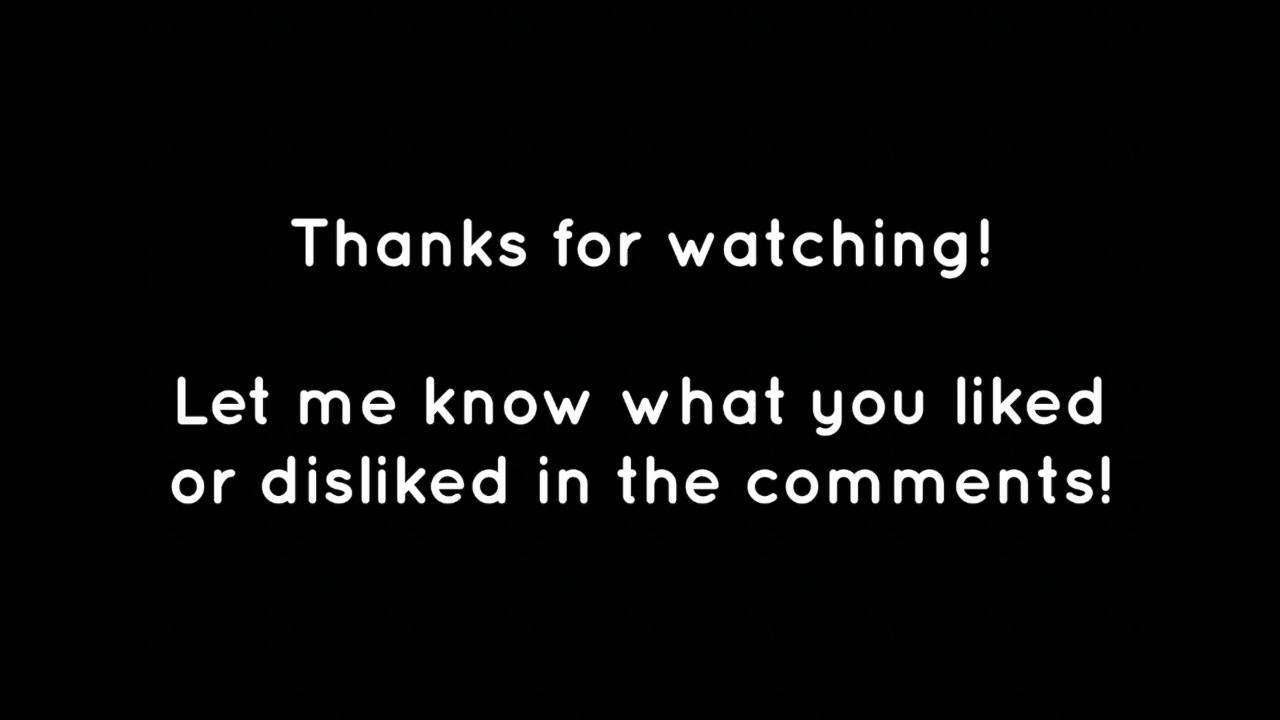 Thanks for watching!
Let me know what you liked
or disliked in the comments!